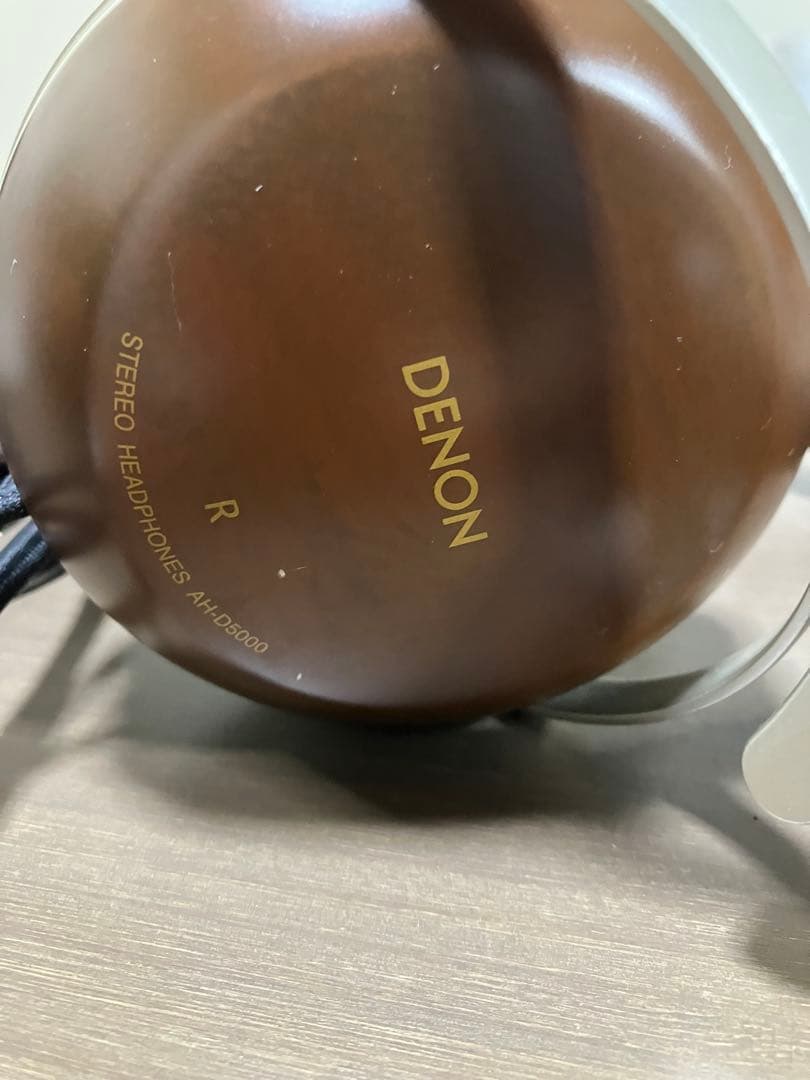 DENON
R
STEREO HEADPHONES AH-D5000